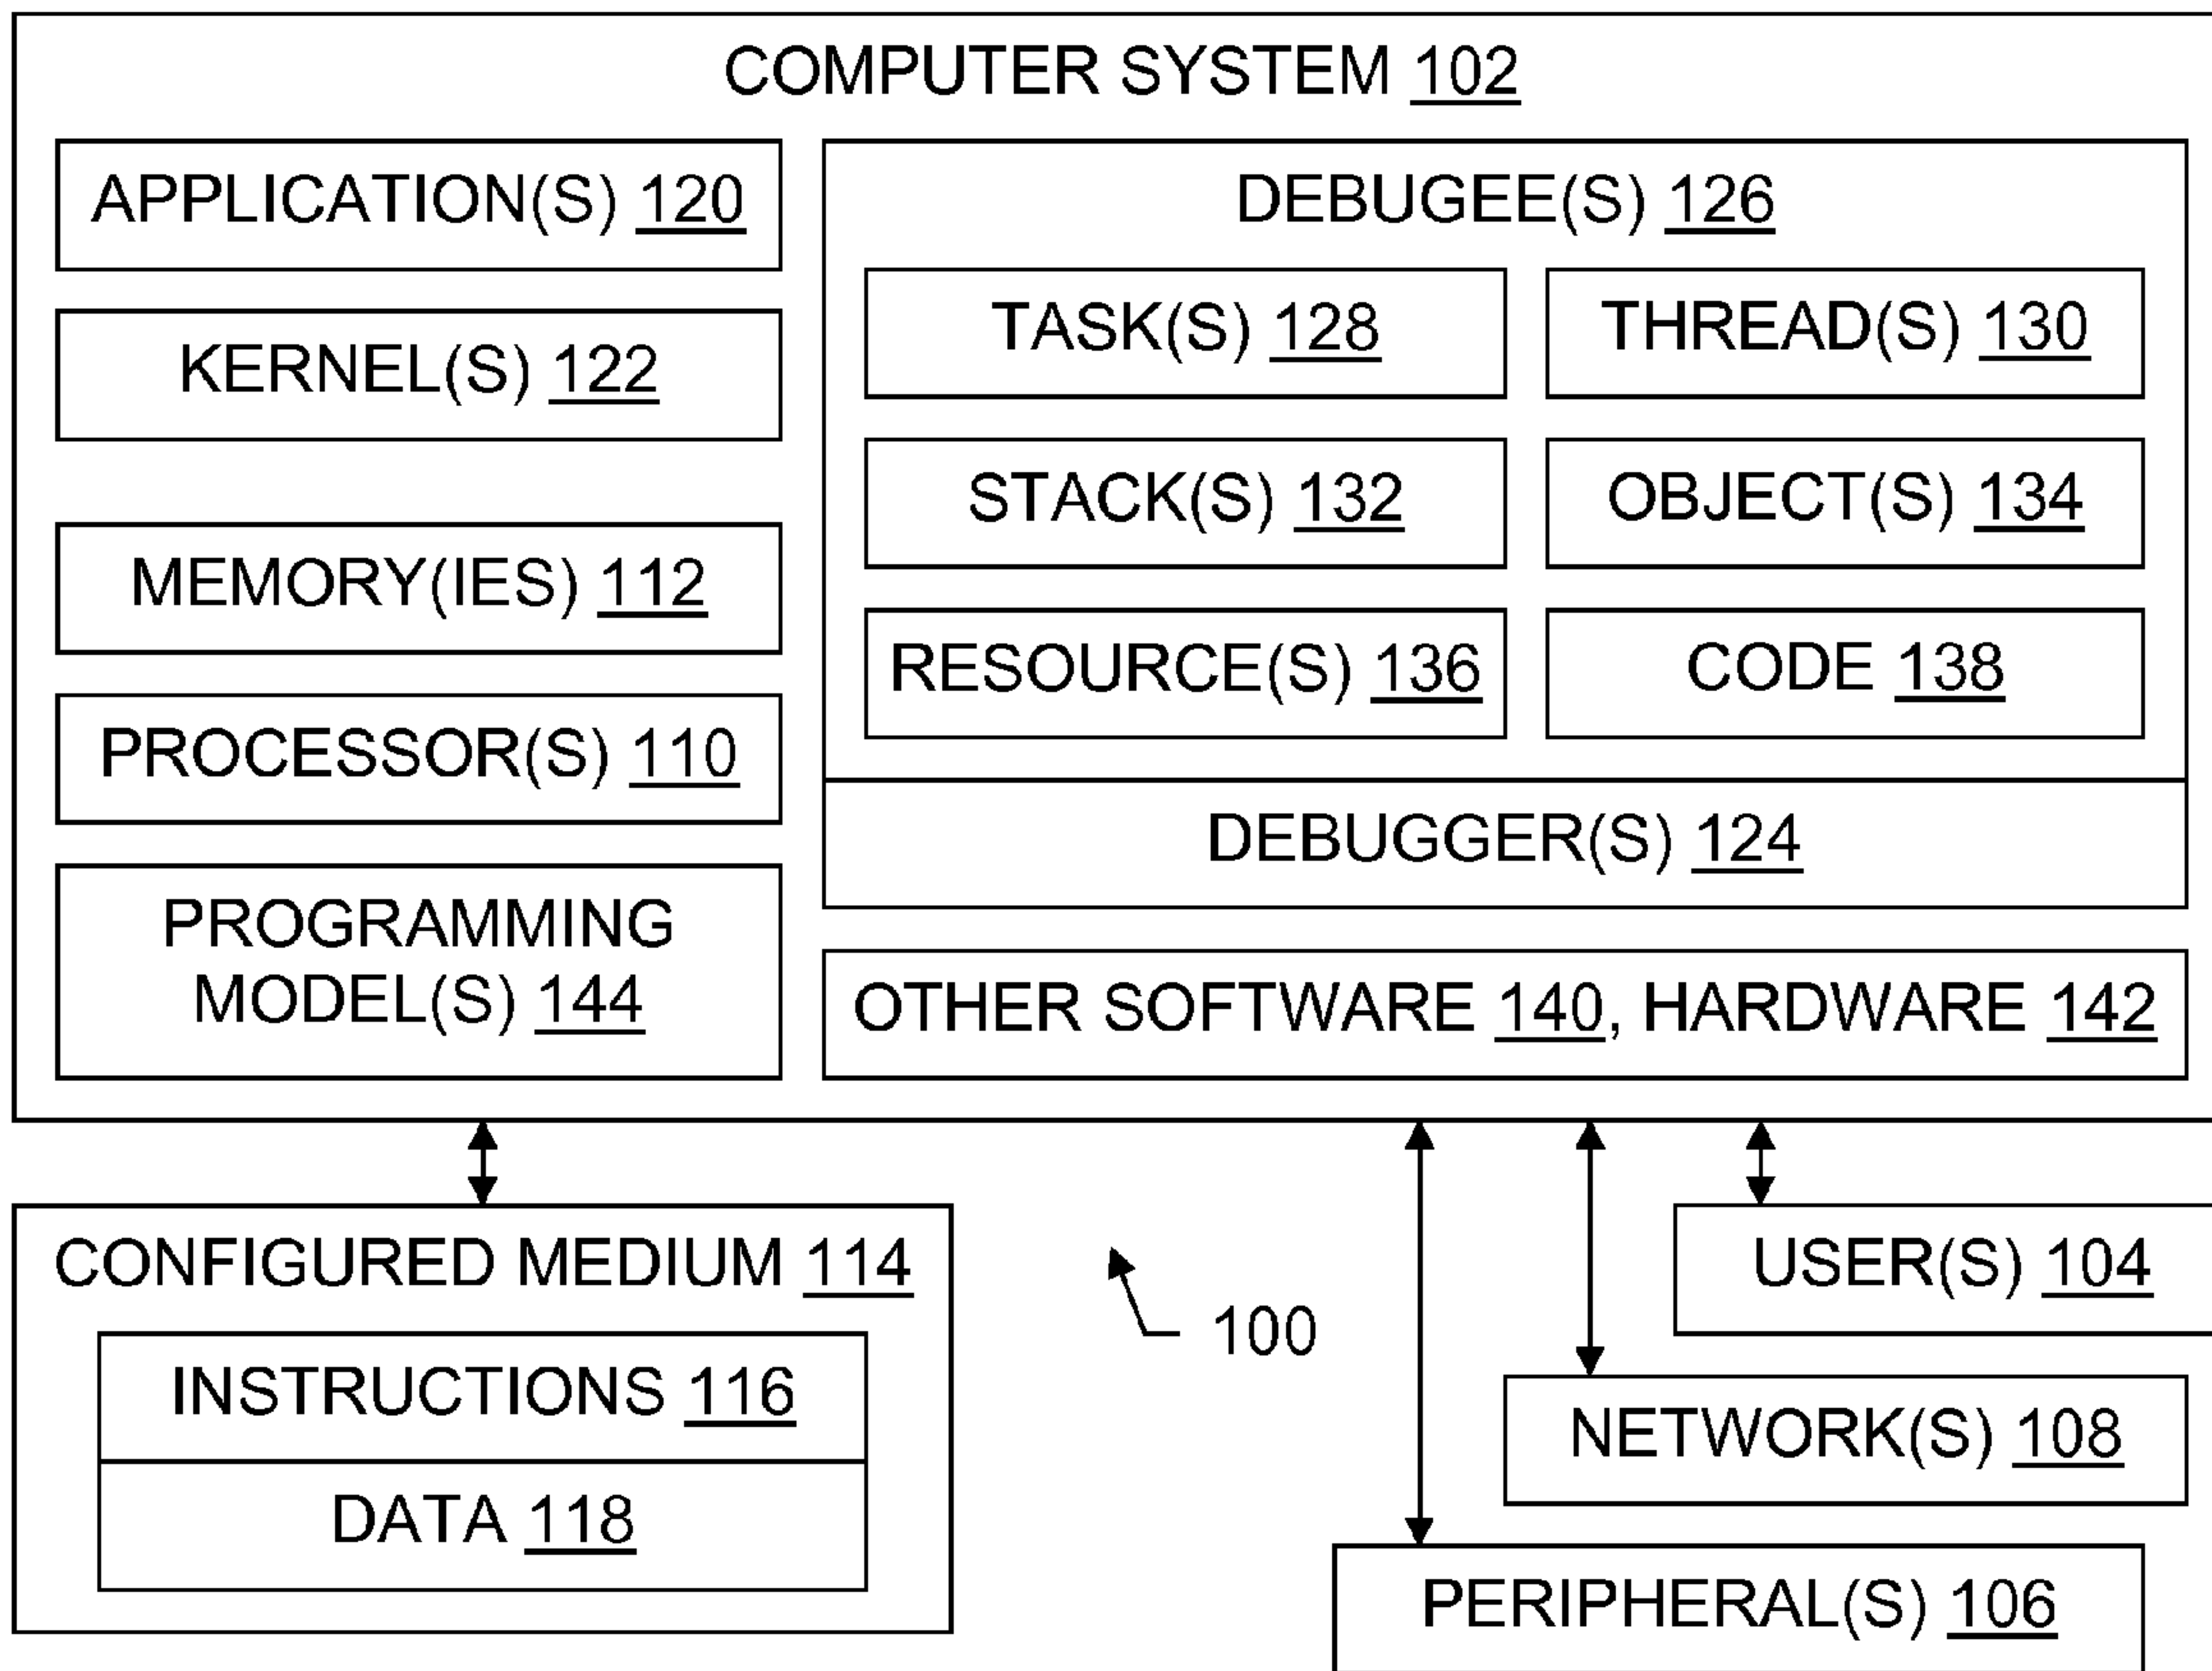 COMPUTER SYSTEM 102
APPLICATION(S) 120
KERNEL(S) 122
MEMORY(IES) 112
PROCESSOR(S) 110
PROGRAMMING
MODEL(S) 144
DEBUGEE(S) 126
TASK(S) 128
THREAD(S) 130
STACK(S) 132
OBJECT(S) 134
RESOURCE(S) 136
CODE 138
DEBUGGER(S) 124
OTHER SOFTWARE 140, HARDWARE 142
CONFIGURED MEDIUM 114
INSTRUCTIONS 116
DATA 118
100
USER(S) 104
NETWORK(S) 108
PERIPHERAL(S) 106